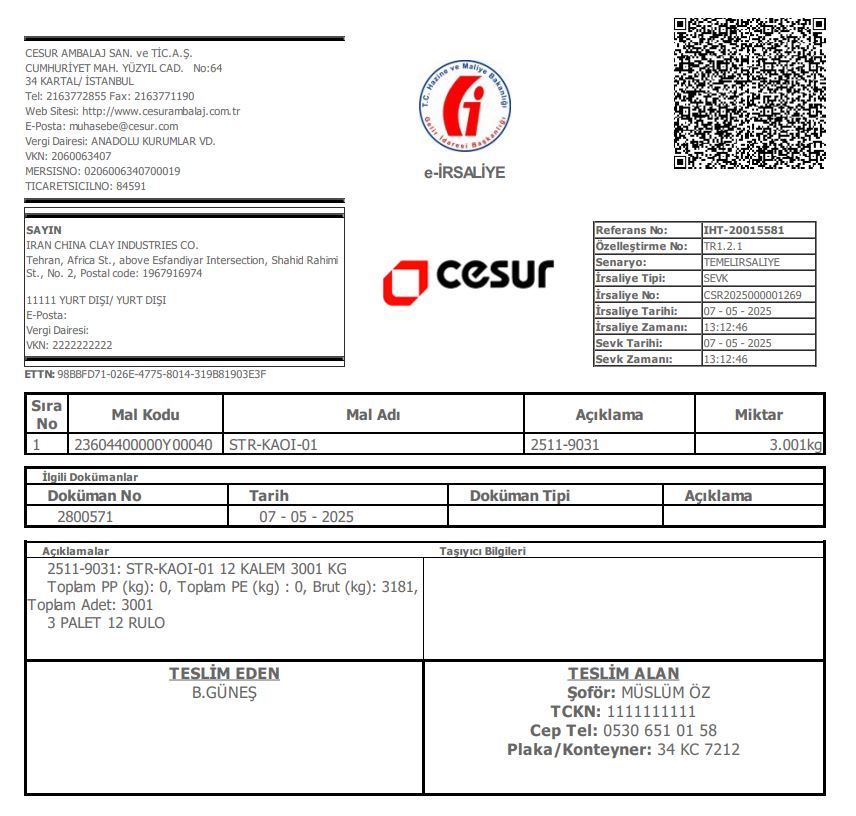 CESUR AMBALAJ SAN. ve TİC.A.Ş.
CUMHURİYET MAH. YÜZYIL CAD. No:64
34 KARTAL/ İSTANBUL
Tel: 2163772855 Fax: 2163771190
Web Sitesi: http://www.cesurambalaj.com.tr
E-Posta: muhasebe@cesur.com
Vergi Dairesi: ANADOLU KURUMLAR VD.
VKN: 2060063407
MERSISNO: 0206006340700019
TICARETSICILNO: 84591
T.C. Hazine ve Maliye Bakanlığı
Gelir İdaresi Başkanlığı
e-İRSALİYE
SAYIN
IRAN CHINA CLAY INDUSTRIES CO.
Tehran, Africa St., above Esfandiyar Intersection, Shahid Rahimi
St., No. 2, Postal code: 1967916974
11111 YURT DIŞI/ YURT DIŞI
E-Posta:
Vergi Dairesi:
VKN: 2222222222
cesur
Referans No: IHT-20015581
Özelleştirme No: TR1.2.1
Senaryo: TEMELIRSALIYE
İrsaliye Tipi: SEVK
İrsaliye No: CSR2025000001269
İrsaliye Tarihi: 07 - 05 - 2025
İrsaliye Zamanı: 13:12:46
Sevk Tarihi: 07 - 05 - 2025
Sevk Zamanı: 13:12:46
ETTN: 98BBFD71-026E-4775-8014-319B81903E3F
Sıra No Mal Kodu Mal Adı Açıklama Miktar
1 23604400000Y00040 STR-KAOI-01 2511-9031 3.001kg
İlgili Dokümanlar
Doküman No Tarih Doküman Tipi Açıklama
2800571 07 - 05 - 2025
Açıklamalar
2511-9031: STR-KAOI-01 12 KALEM 3001 KG
Toplam PP (kg): 0, Toplam PE (kg) : 0, Brut (kg): 3181,
Toplam Adet: 3001
3 PALET 12 RULO
Taşıyıcı Bilgileri
TESLİM EDEN
B.GÜNEŞ
TESLİM ALAN
Şoför: MÜSLÜM ÖZ
TCKN: 1111111111
Cep Tel: 0530 651 01 58
Plaka/Konteyner: 34 KC 7212